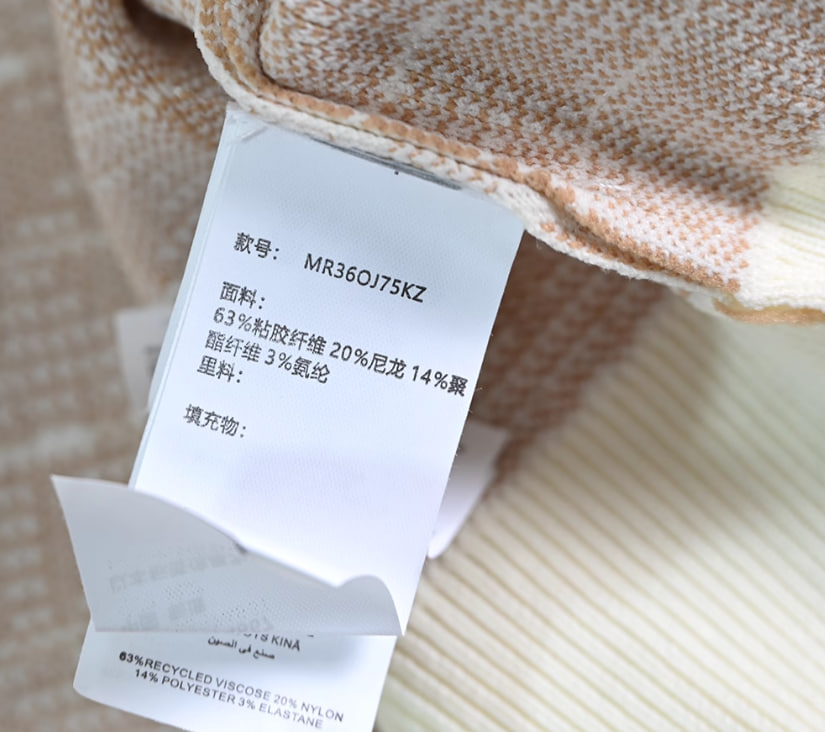 款号: MR36OJ75KZ
面料:
63%粘胶纤维 20%尼龙 14%聚
酯纤维 3%氨纶
里料:
填充物:
KINA
صنع في الصين
63%RECYCLED VISCOSE 20% NYLON
14% POLYESTER 3% ELASTANE